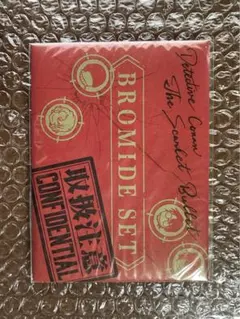 Detective Conan
The Scarlet Bullet
BROMIDE SET
取扱注意
CONFIDENTIAL